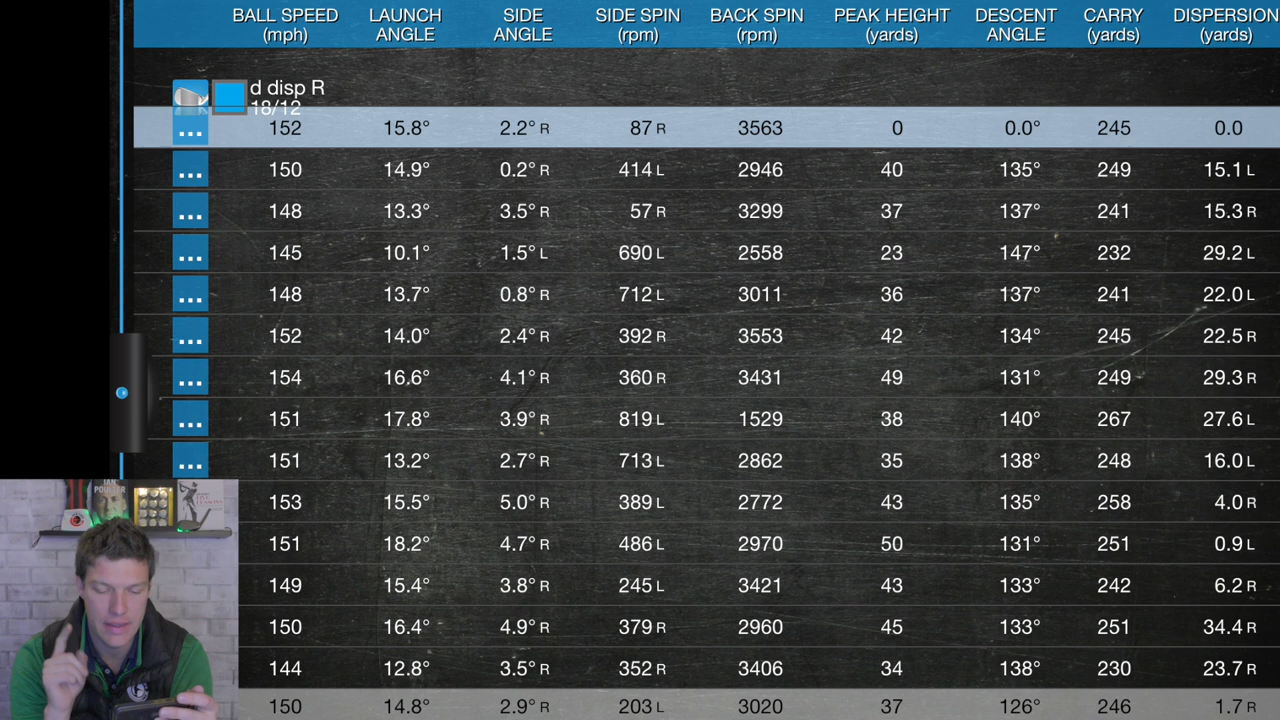 BALL SPEED (mph) LAUNCH ANGLE SIDE ANGLE SIDE SPIN (rpm) BACK SPIN (rpm) PEAK HEIGHT (yards) DESCENT ANGLE CARRY (yards) DISPERSION (yards)
d disp R
18/12
... 152 15.8° 2.2° R 87 R 3563 0 0.0° 245 0.0
... 150 14.9° 0.2° R 414 L 2946 40 135° 249 15.1 L
... 148 13.3° 3.5° R 57 R 3299 37 137° 241 15.3 R
... 145 10.1° 1.5° L 690 L 2558 23 147° 232 29.2 L
... 148 13.7° 0.8° R 712 L 3011 36 137° 241 22.0 L
... 152 14.0° 2.4° R 392 R 3553 42 134° 245 22.5 R
... 154 16.6° 4.1° R 360 R 3431 49 131° 249 29.3 R
... 151 17.8° 3.9° R 819 L 1529 38 140° 267 27.6 L
... 151 13.2° 2.7° R 713 L 2862 35 138° 248 16.0 L
153 15.5° 5.0° R 389 L 2772 43 135° 258 4.0 R
151 18.2° 4.7° R 486 L 2970 50 131° 251 0.9 L
149 15.4° 3.8° R 245 L 3421 43 133° 242 6.2 R
150 16.4° 4.9° R 379 R 2960 45 133° 251 34.4 R
144 12.8° 3.5° R 352 R 3406 34 138° 230 23.7 R
150 14.8° 2.9° R 203 L 3020 37 126° 246 1.7 R
IAN
POULTER